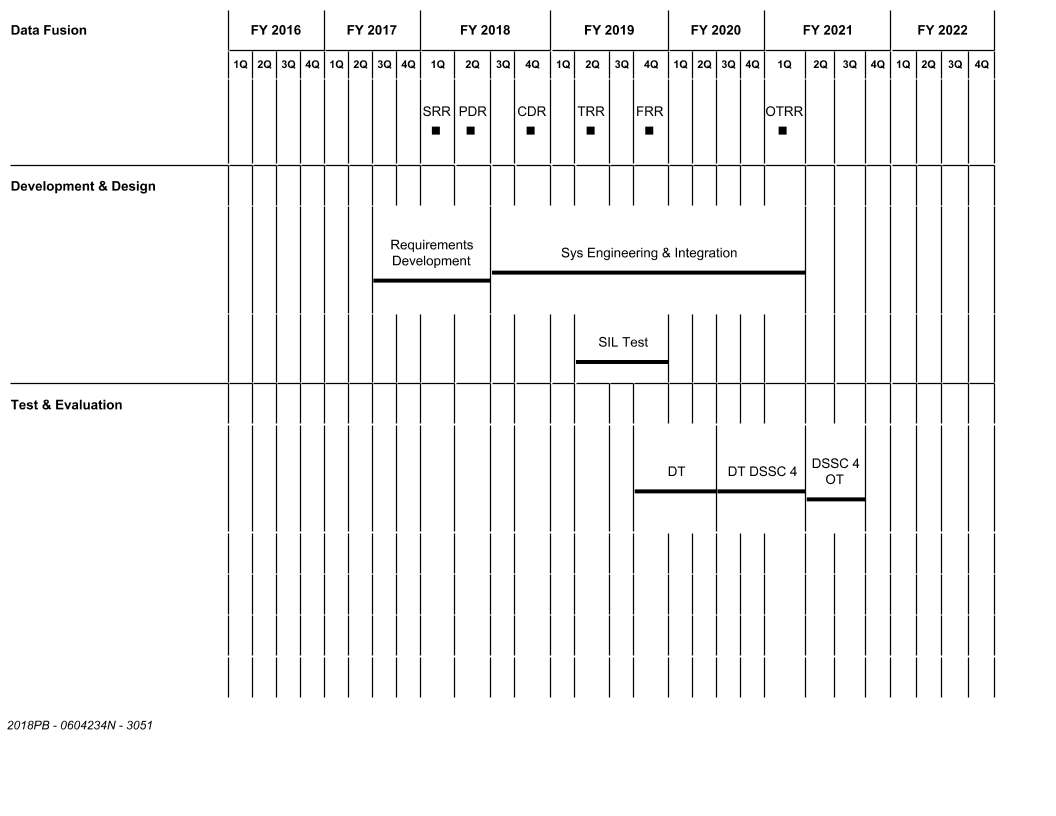 Data Fusion FY 2016 FY 2017 FY 2018 FY 2019 FY 2020 FY 2021 FY 2022
1Q 2Q 3Q 4Q 1Q 2Q 3Q 4Q 1Q 2Q 3Q 4Q 1Q 2Q 3Q 4Q 1Q 2Q 3Q 4Q 1Q 2Q 3Q 4Q 1Q 2Q 3Q 4Q
SRR PDR CDR TRR FRR OTRR
Development & Design
Requirements
Development
Sys Engineering & Integration
SIL Test
Test & Evaluation
DT
DT DSSC 4
DSSC 4
OT
2018PB - 0604234N - 3051